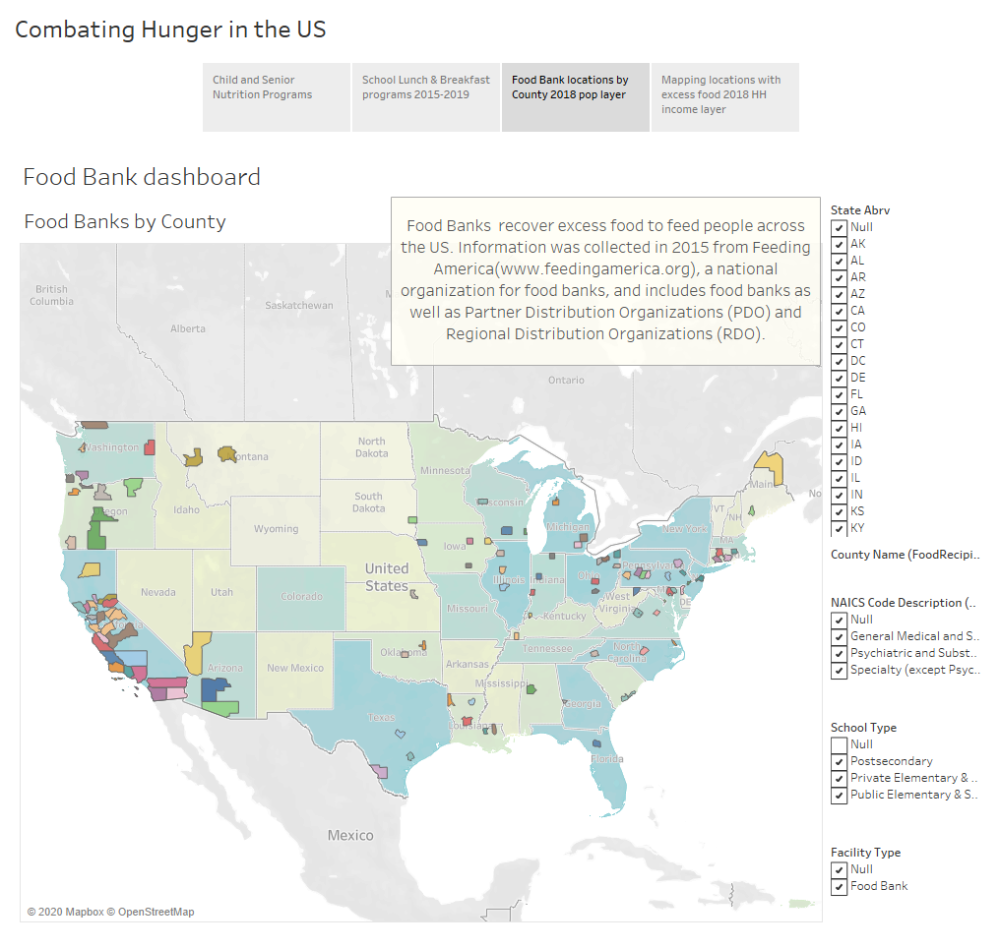 Combating Hunger in the US
Child and Senior
Nutrition Programs
School Lunch & Breakfast
programs 2015-2019
Food Bank locations by
County 2018 pop layer
Mapping locations with
excess food 2018 HH
income layer
Food Bank dashboard
Food Banks by County
Food Banks recover excess food to feed people across
the US. Information was collected in 2015 from Feeding
America(www.feedingamerica.org), a national
organization for food banks, and includes food banks as
well as Partner Distribution Organizations (PDO) and
Regional Distribution Organizations (RDO).
British
Columbia
Alberta
Saskatchewan
Ontario
Washington
Montana
North
Dakota
Minnesota
Maine
No
South
Dakota
Wisconsin
Michigan
New York
VT
NH
MA
Oregon
Idaho
Wyoming
Iowa
Pennsylvania
Nevada
Utah
Colorado
United
States
Illinois
Indiana
Ohio
West
Virginia
DE
Missouri
Kentucky
Arizona
New Mexico
Oklahoma
Arkansas
Tennessee
North
Carolina
Mississippi
Georgia
Texas
Louisiana
Florida
Mexico
© 2020 Mapbox © OpenStreetMap
State Abrv
Null
AK
AL
AR
AZ
CA
CO
CT
DC
DE
FL
GA
HI
IA
ID
IL
IN
KS
KY
County Name (FoodRecipi..
NAICS Code Description (..
Null
General Medical and S..
Psychiatric and Subst..
Specialty (except Psyc..
School Type
Null
Postsecondary
Private Elementary & ..
Public Elementary & S..
Facility Type
Null
Food Bank